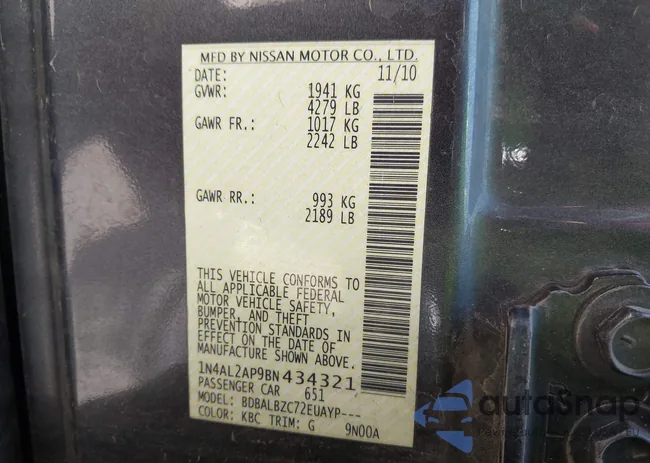 MFD BY NISSAN MOTOR CO., LTD.
DATE: 11/10
GVWR: 1941 KG
4279 LB
GAWR FR.: 1017 KG
2242 LB
GAWR RR.: 993 KG
2189 LB
THIS VEHICLE CONFORMS TO
ALL APPLICABLE FEDERAL
MOTOR VEHICLE SAFETY,
BUMPER, AND THEFT
PREVENTION STANDARDS IN
EFFECT ON THE DATE OF
MANUFACTURE SHOWN ABOVE.
1N4AL2AP9BN434321
PASSENGER CAR 651
MODEL: BDBALBZC72EUAYP---
COLOR: KBC TRIM: G 9N00A
autoSnap